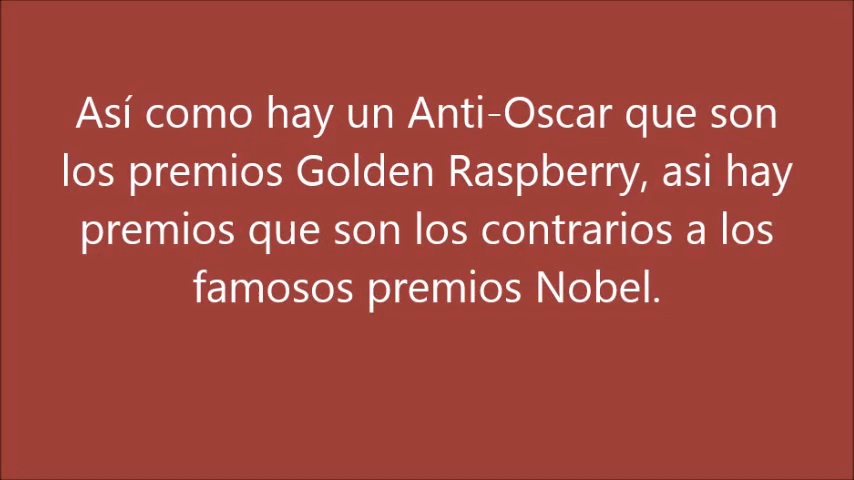 Así como hay un Anti-Oscar que son
los premios Golden Raspberry, asi hay
premios que son los contrarios a los
famosos premios Nobel.